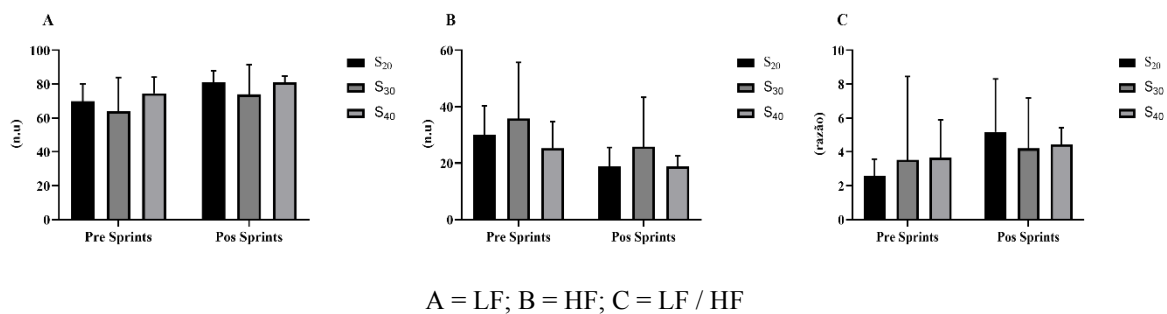 A
100
80
60
40
20
0
(n.u)
Pre Sprints
Pos Sprints
S₂₀
S₃₀
S₄₀
B
60
40
20
0
(n.u)
Pre Sprints
Pos Sprints
S₂₀
S₃₀
S₄₀
C
10
8
6
4
2
0
(razão)
Pre Sprints
Pos Sprints
S₂₀
S₃₀
S₄₀
A = LF; B = HF; C = LF / HF